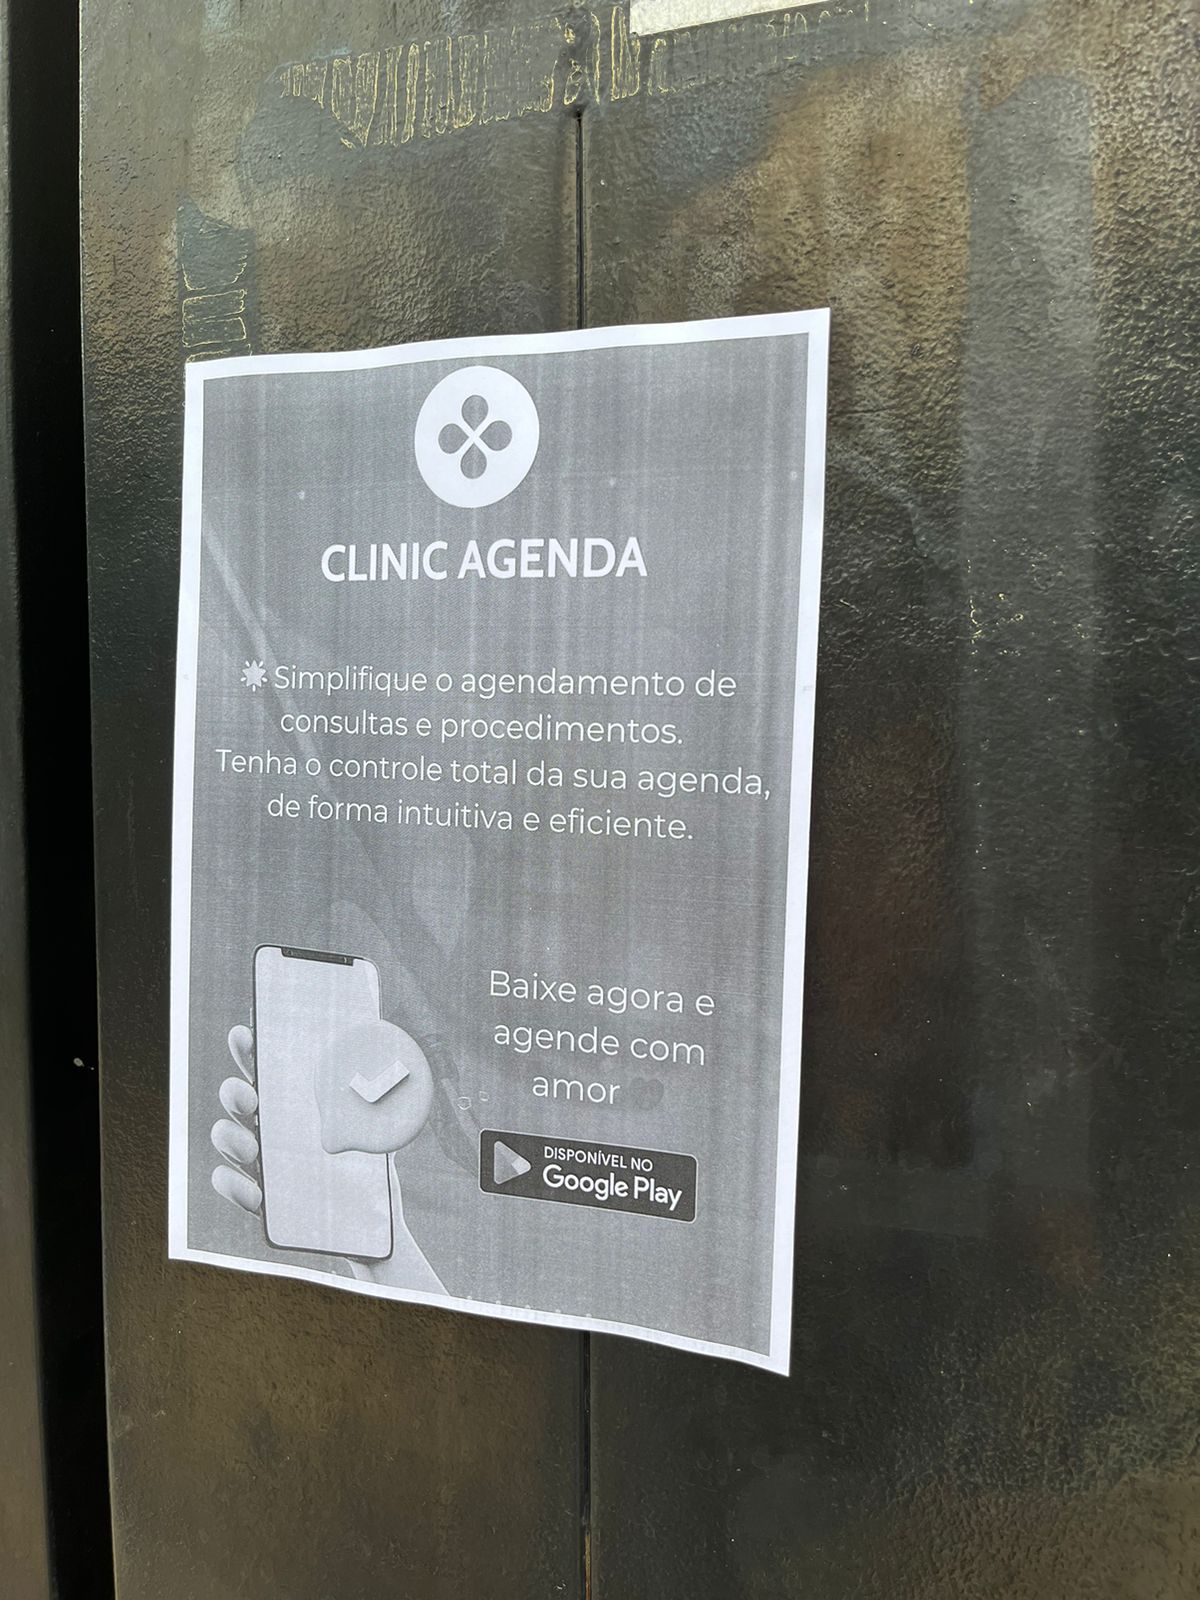 CLINIC AGENDA
Simplifique o agendamento de
consultas e procedimentos.
Tenha o controle total da sua agenda,
de forma intuitiva e eficiente.
Baixe agora e
agende com
amor
DISPONÍVEL NO
Google Play